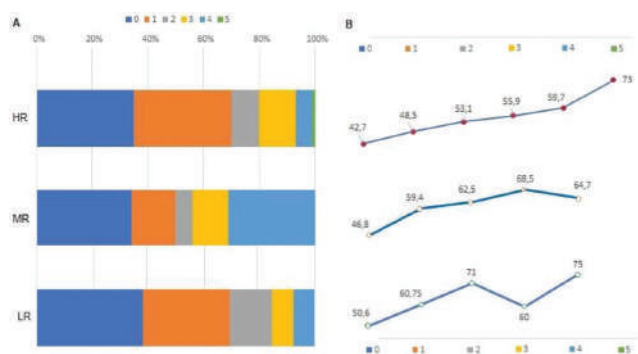 A
0 1 2 3 4 5
0% 20% 40% 60% 80% 100%
HR
MR
LR
B
0 1 2 3 4 5
42,7 48,5 53,1 55,9 59,7 75
46,8 59,4 62,5 68,5 64,7
50,6 60,75 71 60 75
0 1 2 3 4 5